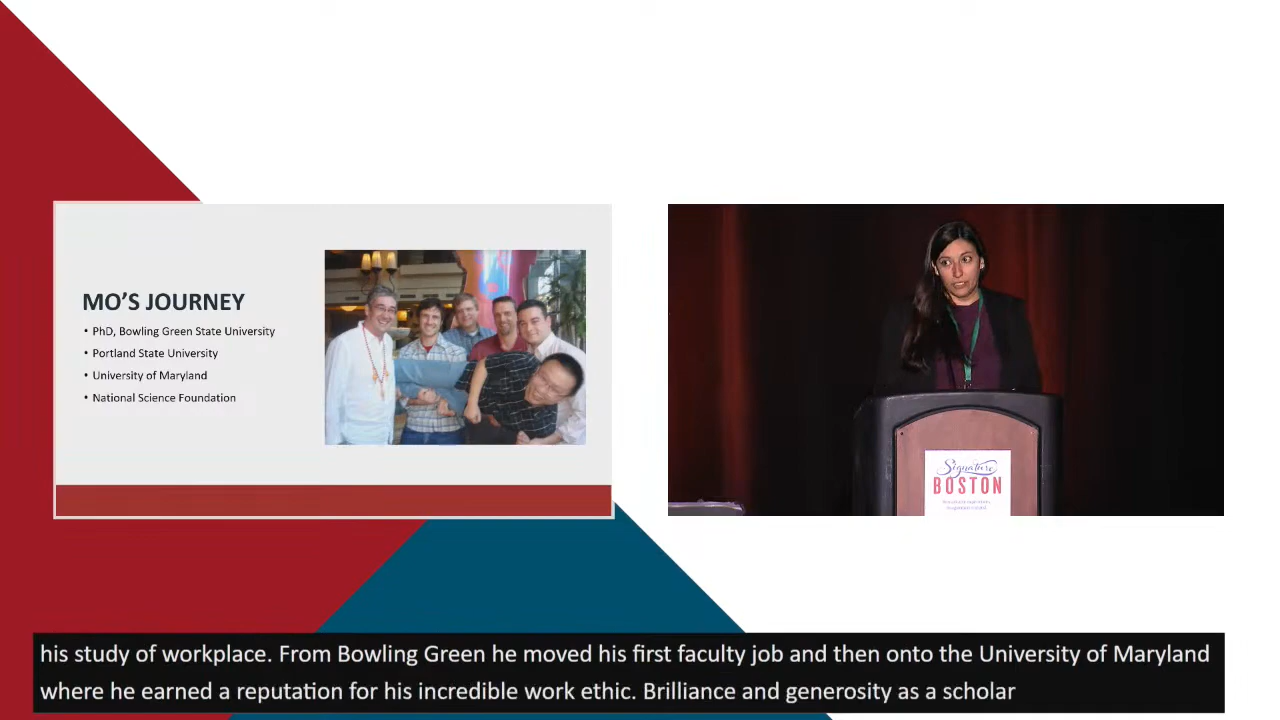 MO'S JOURNEY
• PhD, Bowling Green State University
• Portland State University
• University of Maryland
• National Science Foundation
Signature
BOSTON
his study of workplace. From Bowling Green he moved his first faculty job and then onto the University of Maryland
where he earned a reputation for his incredible work ethic. Brilliance and generosity as a scholar